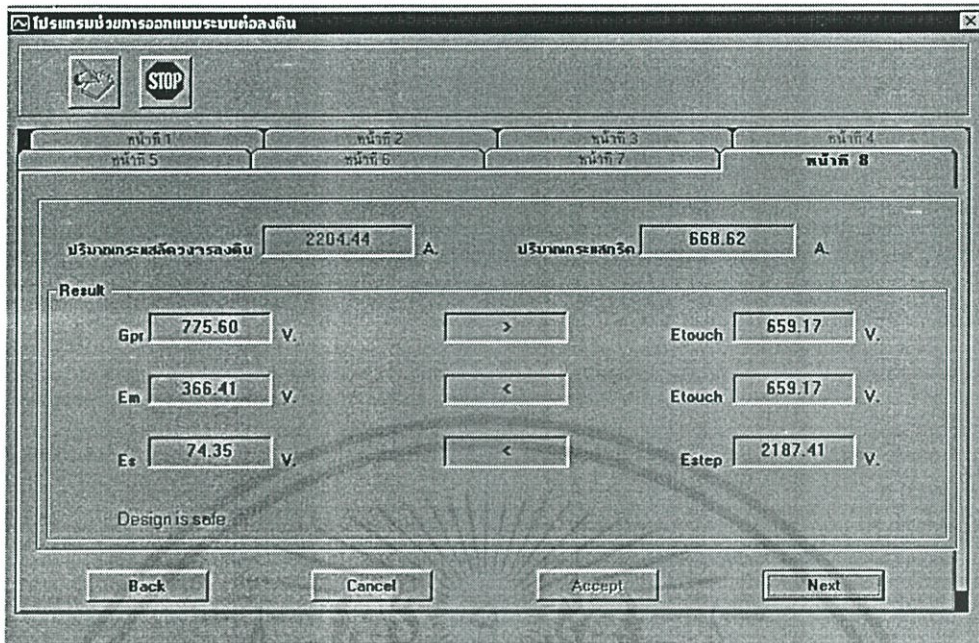 โปรแกรมช่วยการออกแบบระบบต่อลงดิน
STOP
หน้าที่ 1 หน้าที่ 2 หน้าที่ 3 หน้าที่ 4
หน้าที่ 5 หน้าที่ 6 หน้าที่ 7 หน้าที่ 8
ปริมาณกระแสลัดวงจรลงดิน 2204.44 A. ปริมาณกระแสกริด 668.62 A.
Result
Gpr 775.60 V. > Etouch 659.17 V.
Em 366.41 V. < Etouch 659.17 V.
Es 74.35 V. < Estep 2187.41 V.
Design is safe
Back Cancel Accept Next